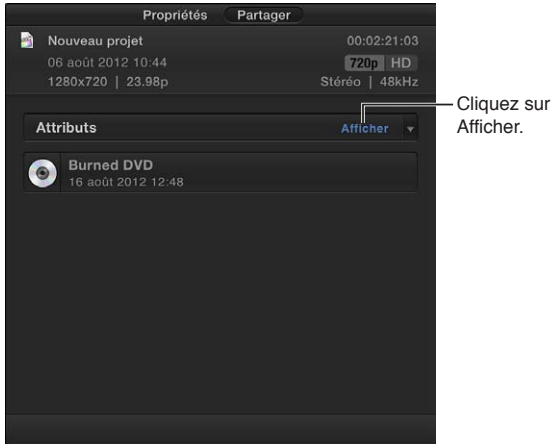 Propriétés Partager
Nouveau projet 00:02:21:03
06 août 2012 10:44 720p HD
1280x720 | 23.98p Stéréo | 48kHz
Cliquez sur
Afficher.
Attributs Afficher
Burned DVD
16 août 2012 12:48